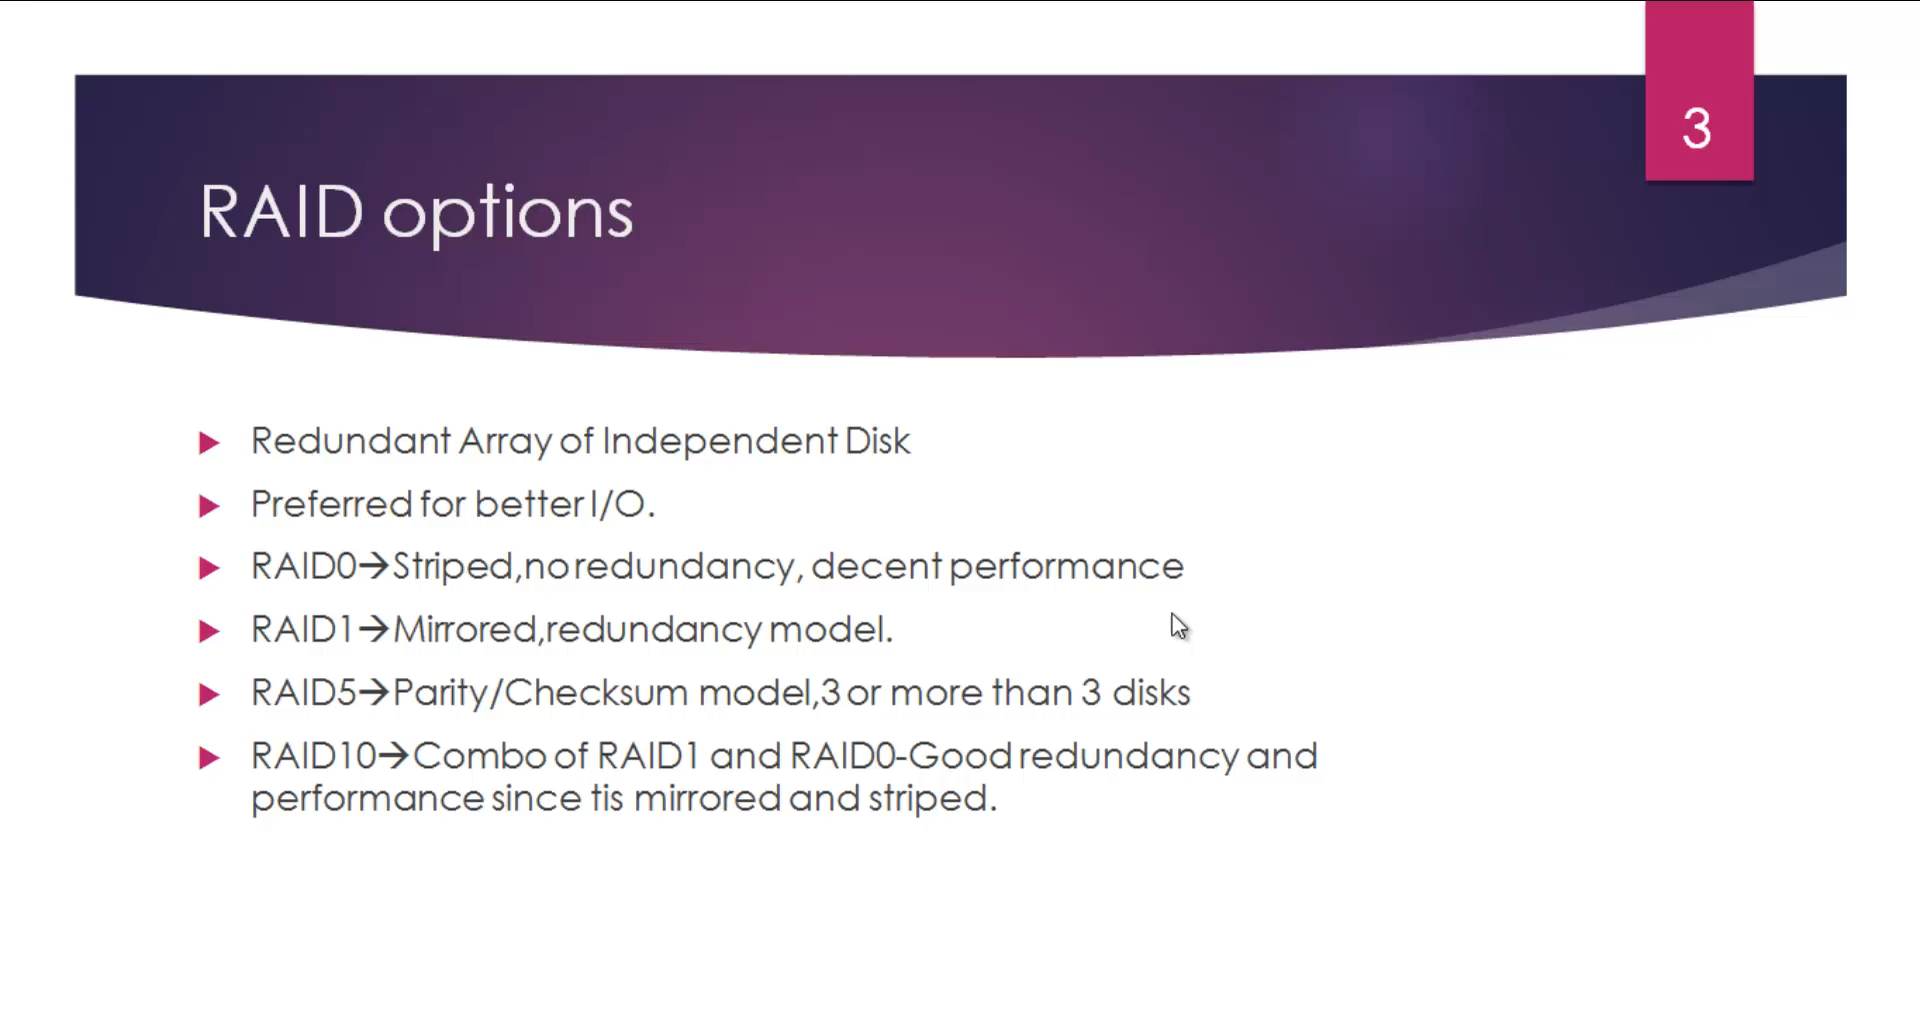 3
RAID options
Redundant Array of Independent Disk
Preferred for better I/O.
RAID0→Striped,no redundancy, decent performance
RAID1→Mirrored,redundancy model.
RAID5→Parity/Checksum model,3 or more than 3 disks
RAID10→Combo of RAID1 and RAID0-Good redundancy and
performance since tis mirrored and striped.